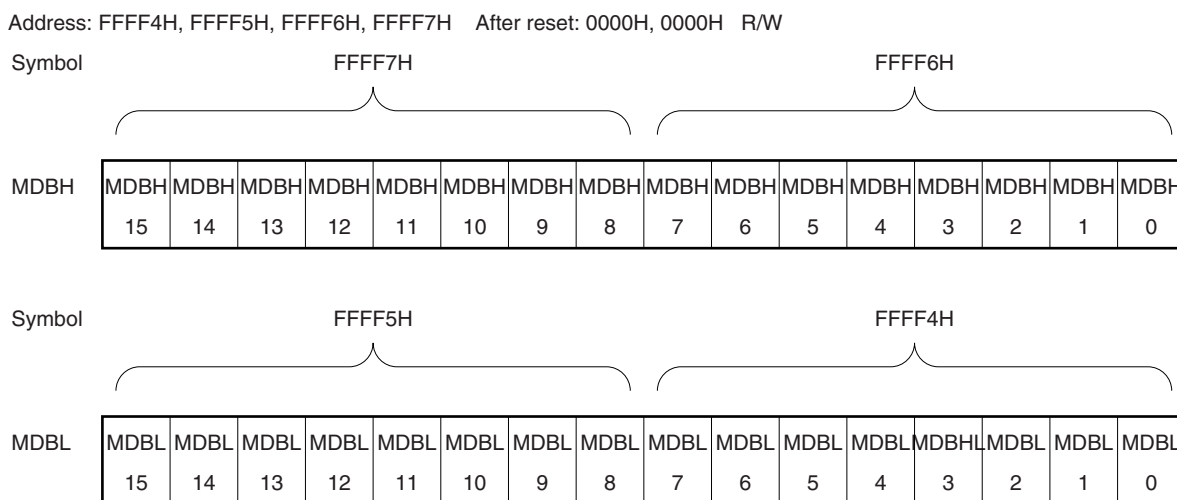 Address: FFFF4H, FFFF5H, FFFF6H, FFFF7H After reset: 0000H, 0000H R/W
Symbol FFFF7H FFFF6H
MDBH MDBH MDBH MDBH MDBH MDBH MDBH MDBH MDBH MDBH MDBH MDBH MDBH MDBH MDBH MDBH MDBH
15 14 13 12 11 10 9 8 7 6 5 4 3 2 1 0
Symbol FFFF5H FFFF4H
MDBL MDBL MDBL MDBL MDBL MDBL MDBL MDBL MDBL MDBL MDBL MDBL MDBL MDBHL MDBL MDBL MDBL
15 14 13 12 11 10 9 8 7 6 5 4 3 2 1 0